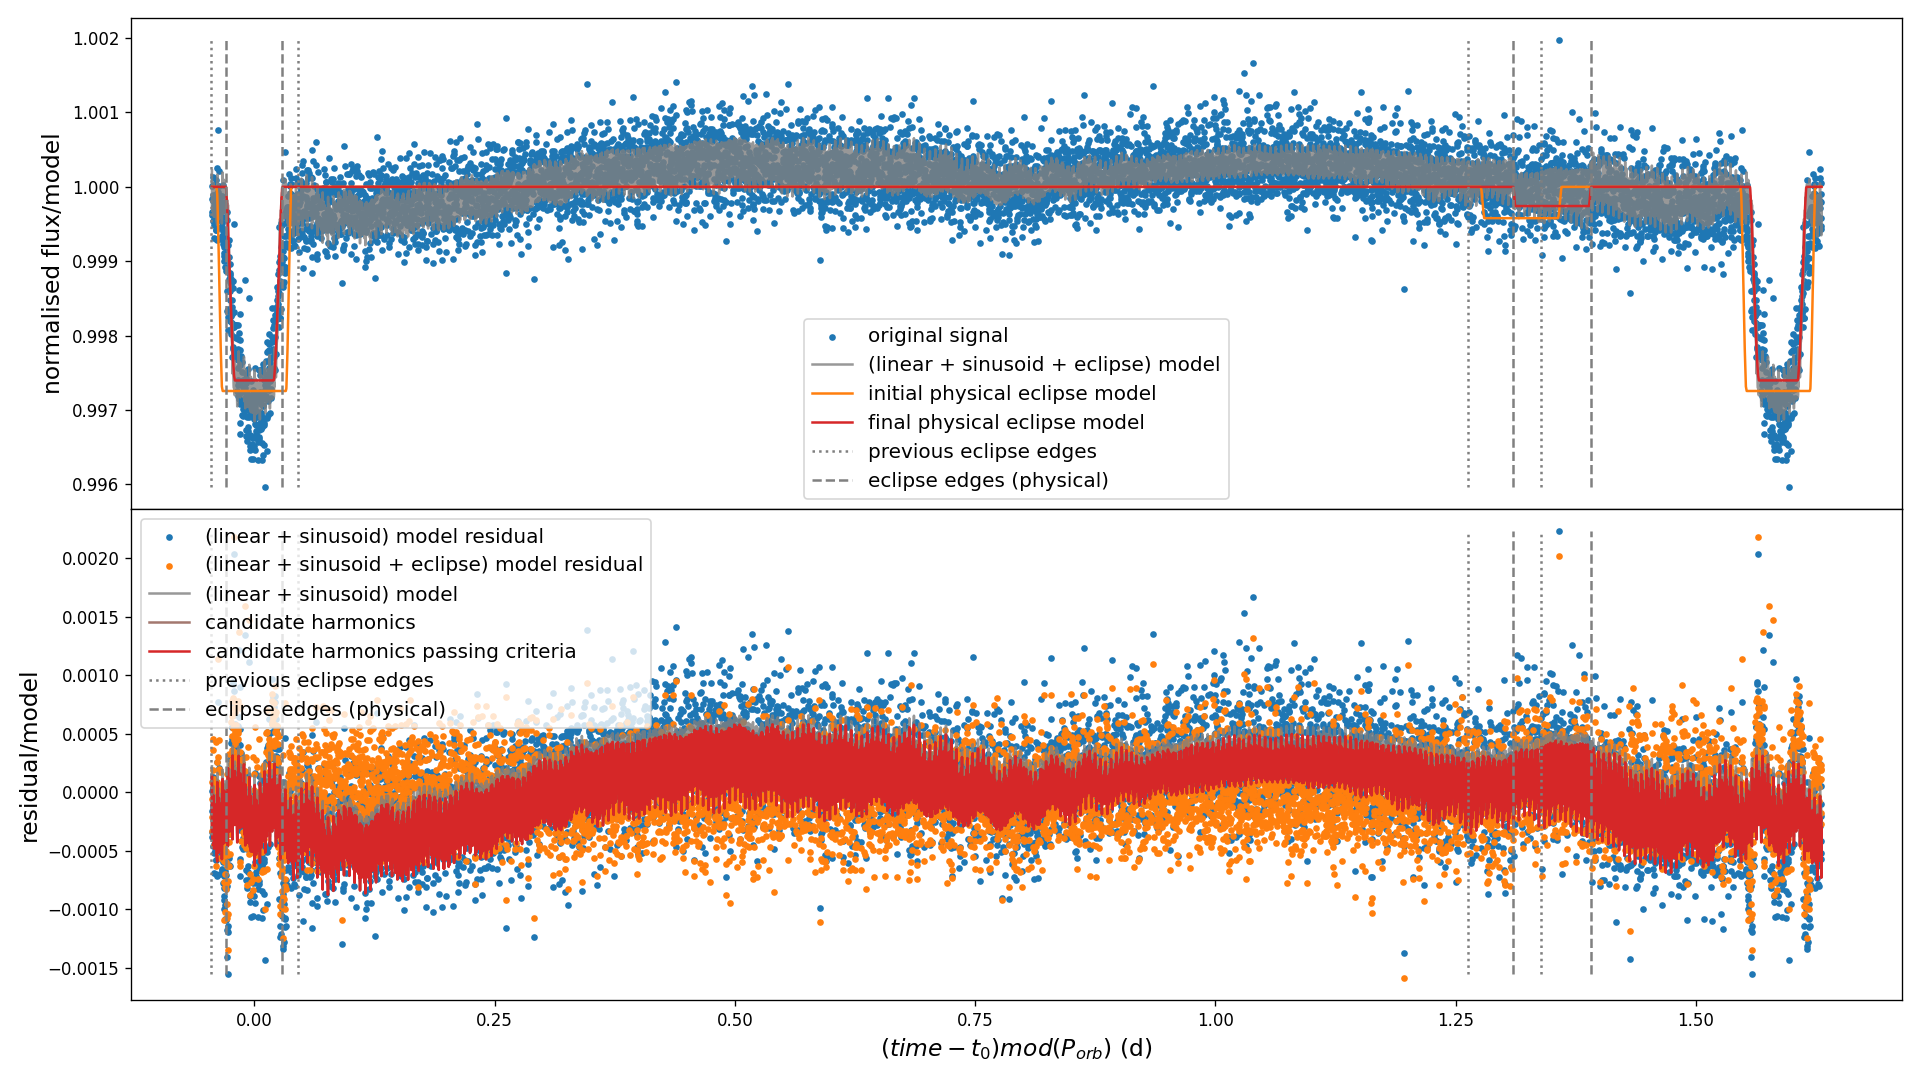 1.002
1.001
1.000
0.999
0.998
0.997
0.996
normalised flux/model
original signal
(linear + sinusoid + eclipse) model
initial physical eclipse model
final physical eclipse model
previous eclipse edges
eclipse edges (physical)
(linear + sinusoid) model residual
(linear + sinusoid + eclipse) model residual
(linear + sinusoid) model
candidate harmonics
candidate harmonics passing criteria
previous eclipse edges
eclipse edges (physical)
0.0020
0.0015
0.0010
0.0005
0.0000
−0.0005
−0.0010
−0.0015
residual/model
0.00 0.25 0.50 0.75 1.00 1.25 1.50
(time − t₀)mod(P_orb) (d)